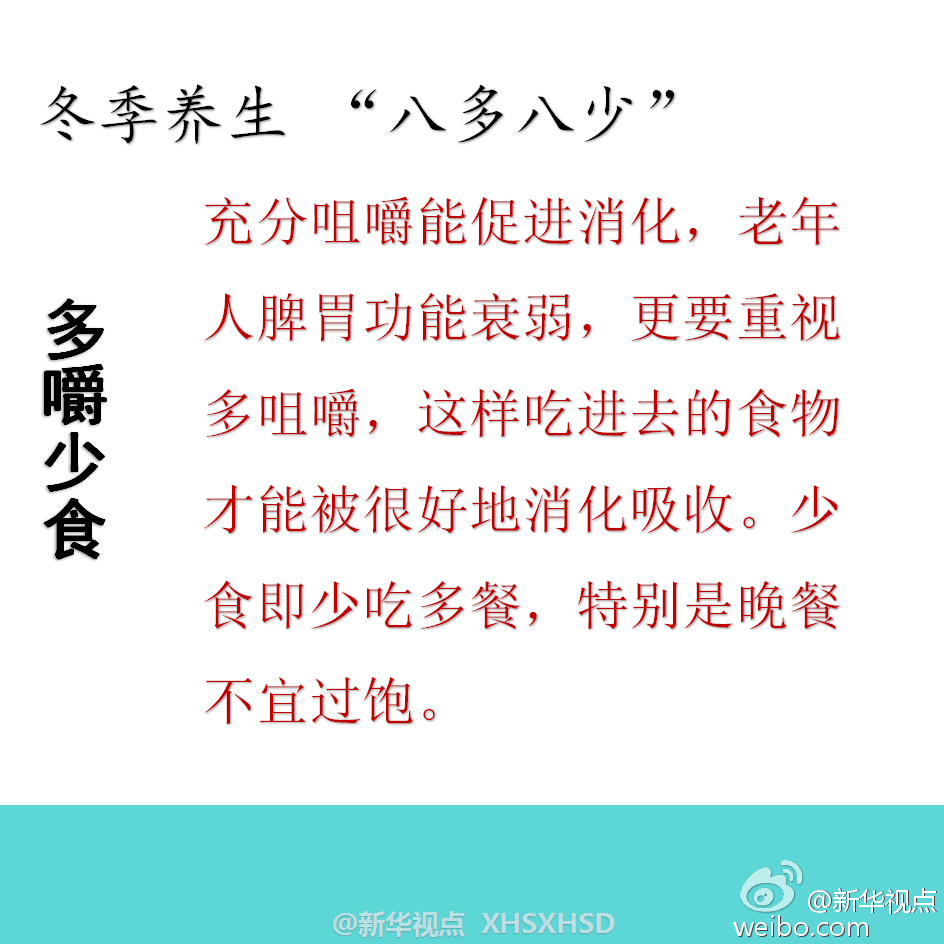 冬季养生 “八多八少”
多嚼少食
充分咀嚼能促进消化，老年
人脾胃功能衰弱，更要重视
多咀嚼，这样吃进去的食物
才能被很好地消化吸收。少
食即少吃多餐，特别是晚餐
不宜过饱。
@新华视点
weibo.com
@新华视点 XHSXHSD